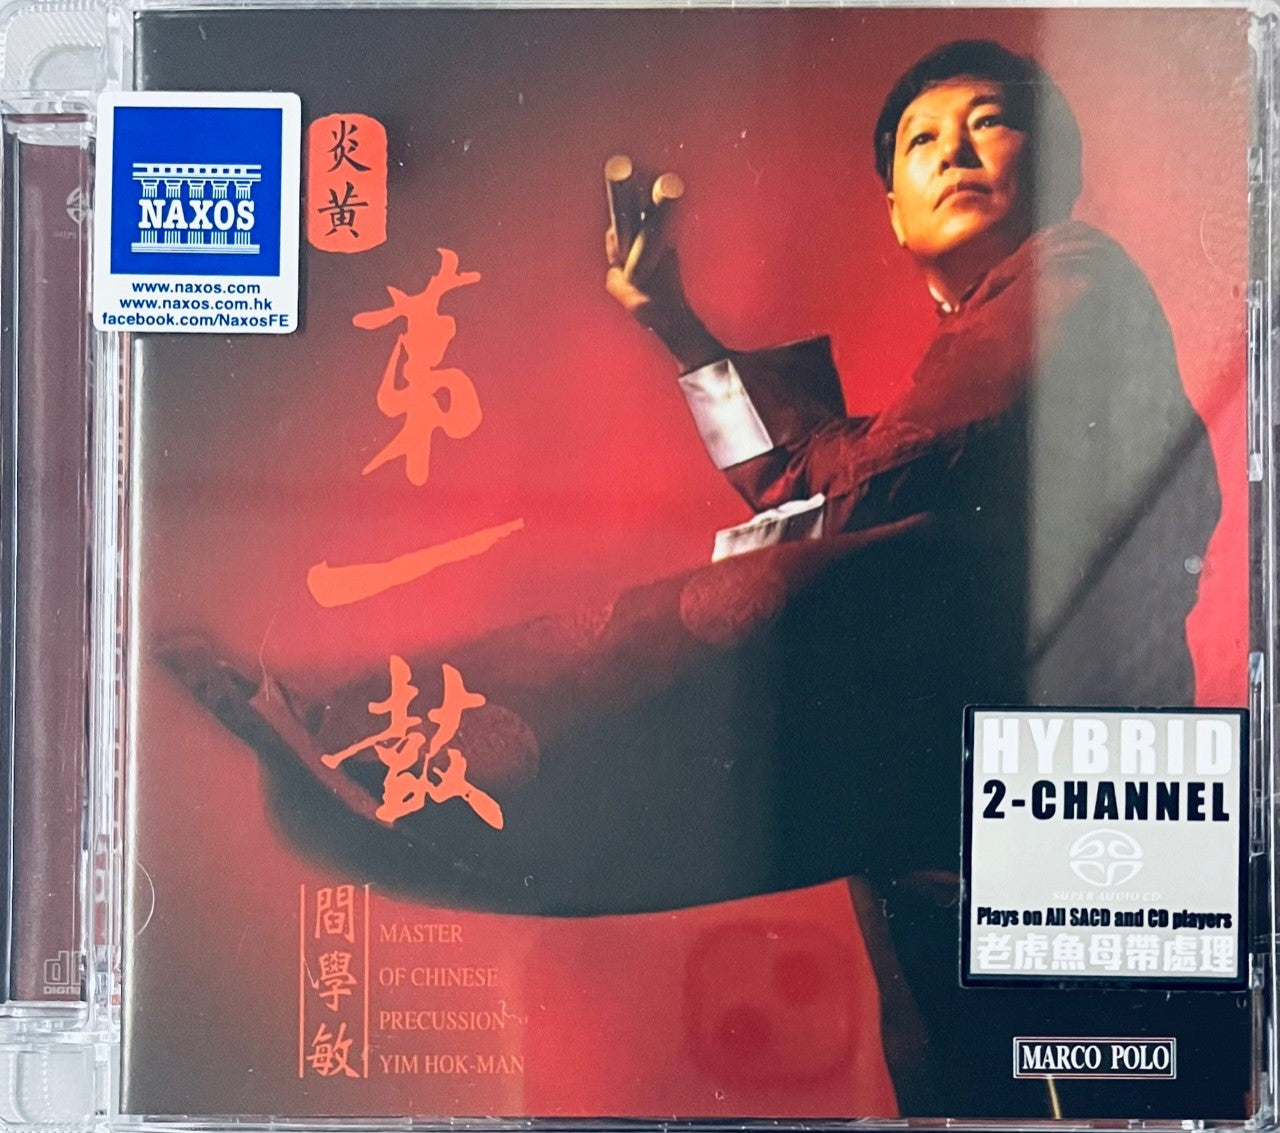 NAXOS
www.naxos.com
www.naxos.com.hk
facebook.com/NaxosFE
炎黄
第一鼓
閻學敏
MASTER
OF CHINESE
PRECUSSION
YIM HOK-MAN
HYBRID
2-CHANNEL
SUPER AUDIO CD
Plays on All SACD and CD players
老虎魚母帶處理
MARCO POLO